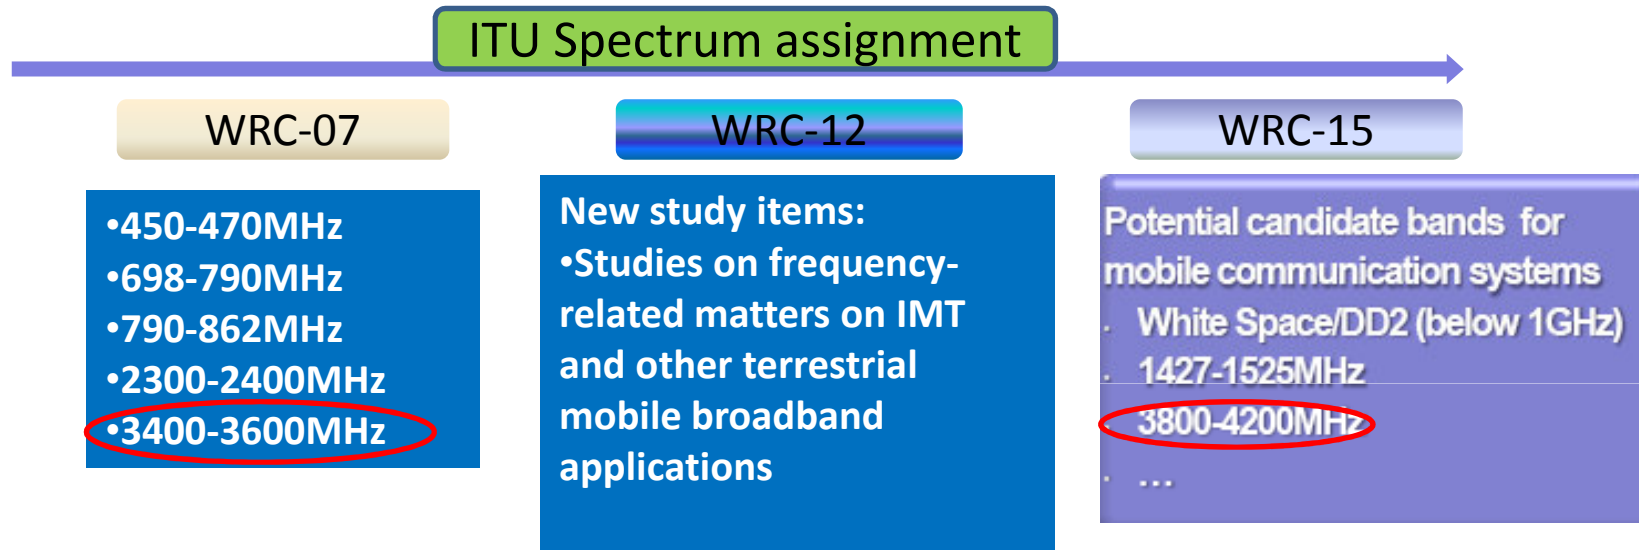 ITU Spectrum assignment
WRC-07
•450-470MHz
•698-790MHz
•790-862MHz
•2300-2400MHz
•3400-3600MHz
WRC-12
New study items:
•Studies on frequency-
related matters on IMT
and other terrestrial
mobile broadband
applications
WRC-15
Potential candidate bands for
mobile communication systems
. White Space/DD2 (below 1GHz)
. 1427-1525MHz
. 3800-4200MHz
. ...